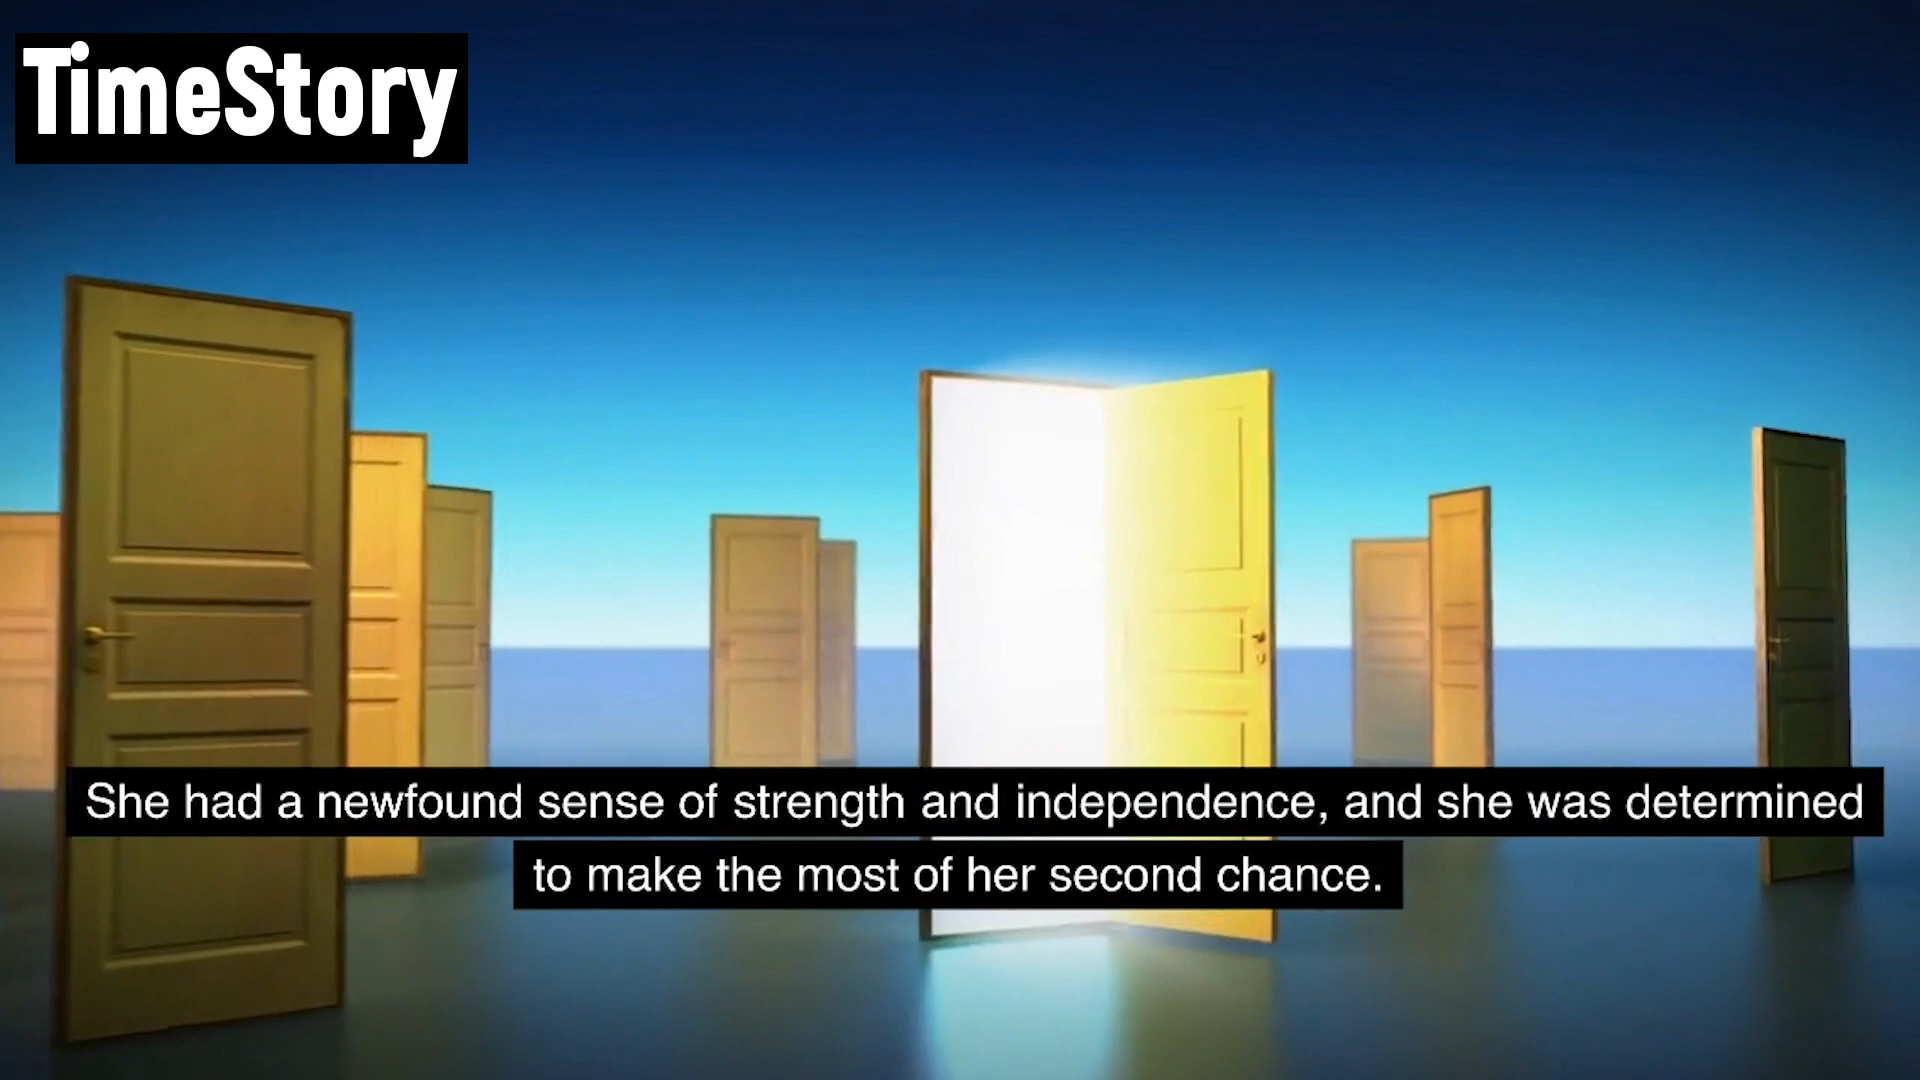 TimeStory
She had a newfound sense of strength and independence, and she was determined
to make the most of her second chance.